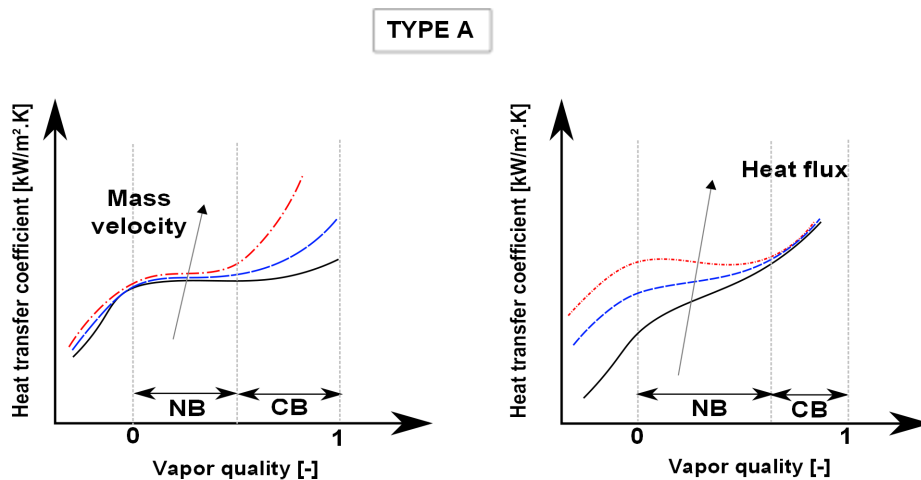 TYPE A
Heat transfer coefficient [kW/m².K]
Mass
velocity
NB
CB
0
1
Vapor quality [-]
Heat transfer coefficient [kW/m².K]
Heat flux
NB
CB
0
1
Vapor quality [-]